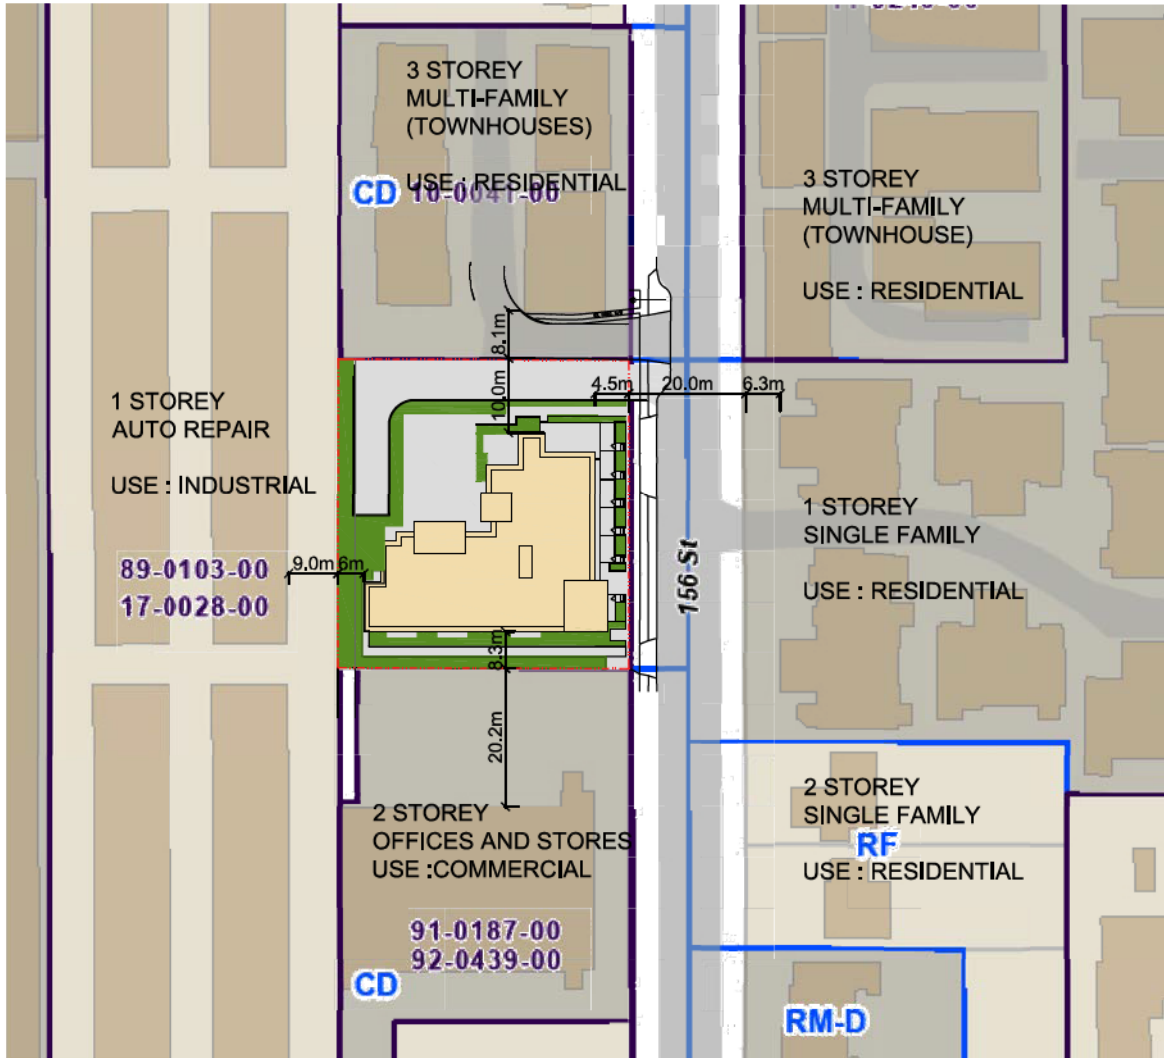 3 STOREY
MULTI-FAMILY
(TOWNHOUSES)
USE : RESIDENTIAL
CD 10-0041-00
3 STOREY
MULTI-FAMILY
(TOWNHOUSE)
USE : RESIDENTIAL
8.1m
10.0m
4.5m 20.0m 6.3m
1 STOREY
AUTO REPAIR
USE : INDUSTRIAL
89-0103-00
17-0028-00
9.0m 6m
156 St
1 STOREY
SINGLE FAMILY
USE : RESIDENTIAL
8.3m
20.2m
2 STOREY
OFFICES AND STORES
USE :COMMERCIAL
91-0187-00
92-0439-00
CD
2 STOREY
SINGLE FAMILY
RF
USE : RESIDENTIAL
RM-D